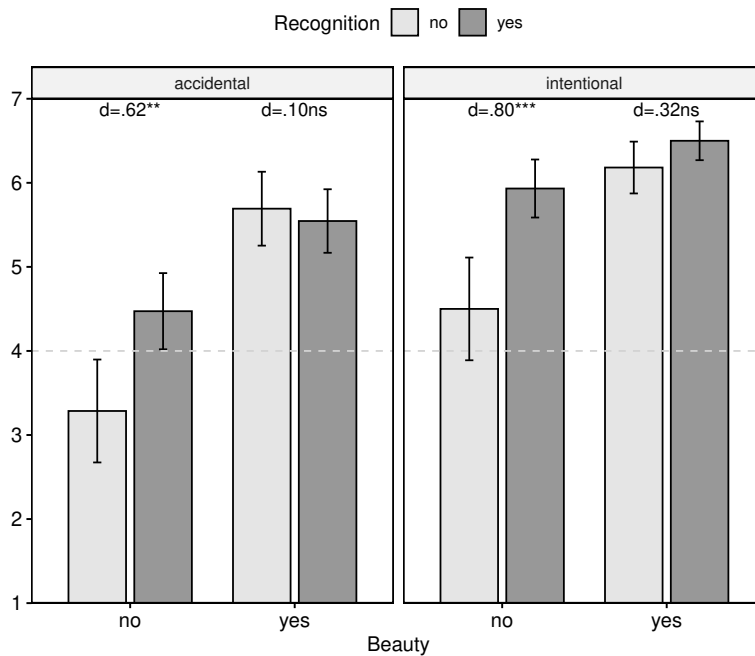 Recognition no yes
accidental intentional
d=.62** d=.10ns d=.80*** d=.32ns
7
6
5
4
3
2
1
no yes no yes
Beauty